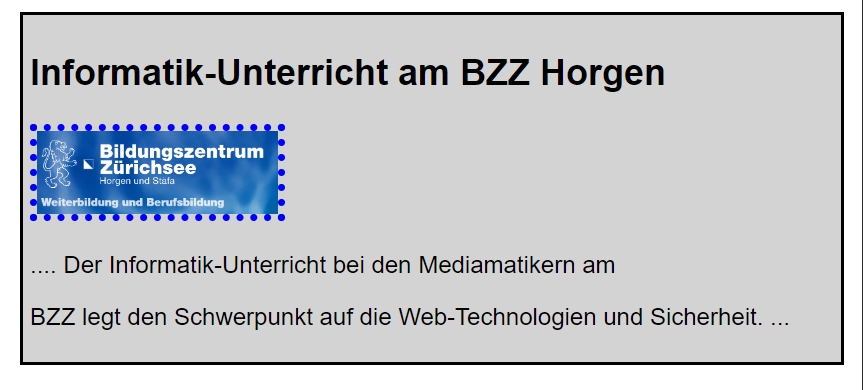 Informatik-Unterricht am BZZ Horgen
Bildungszentrum
Zürichsee
Horgen und Stäfa
Weiterbildung und Berufsbildung
.... Der Informatik-Unterricht bei den Mediamatikern am
BZZ legt den Schwerpunkt auf die Web-Technologien und Sicherheit. ...